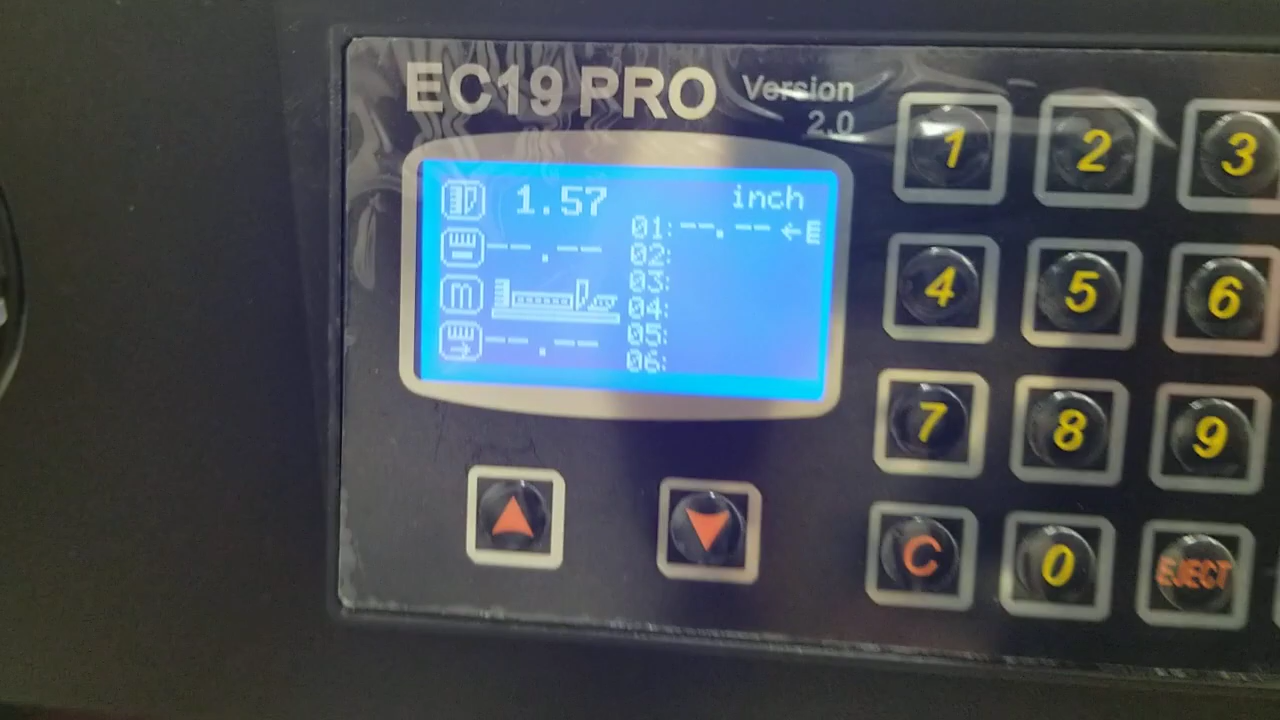 EC19 PRO Version
2.0
1.57 inch
--.--
--.--
01:--.--
02:
03:
04:
05:
06:
1 2 3
4 5 6
7 8 9
C 0 EJECT